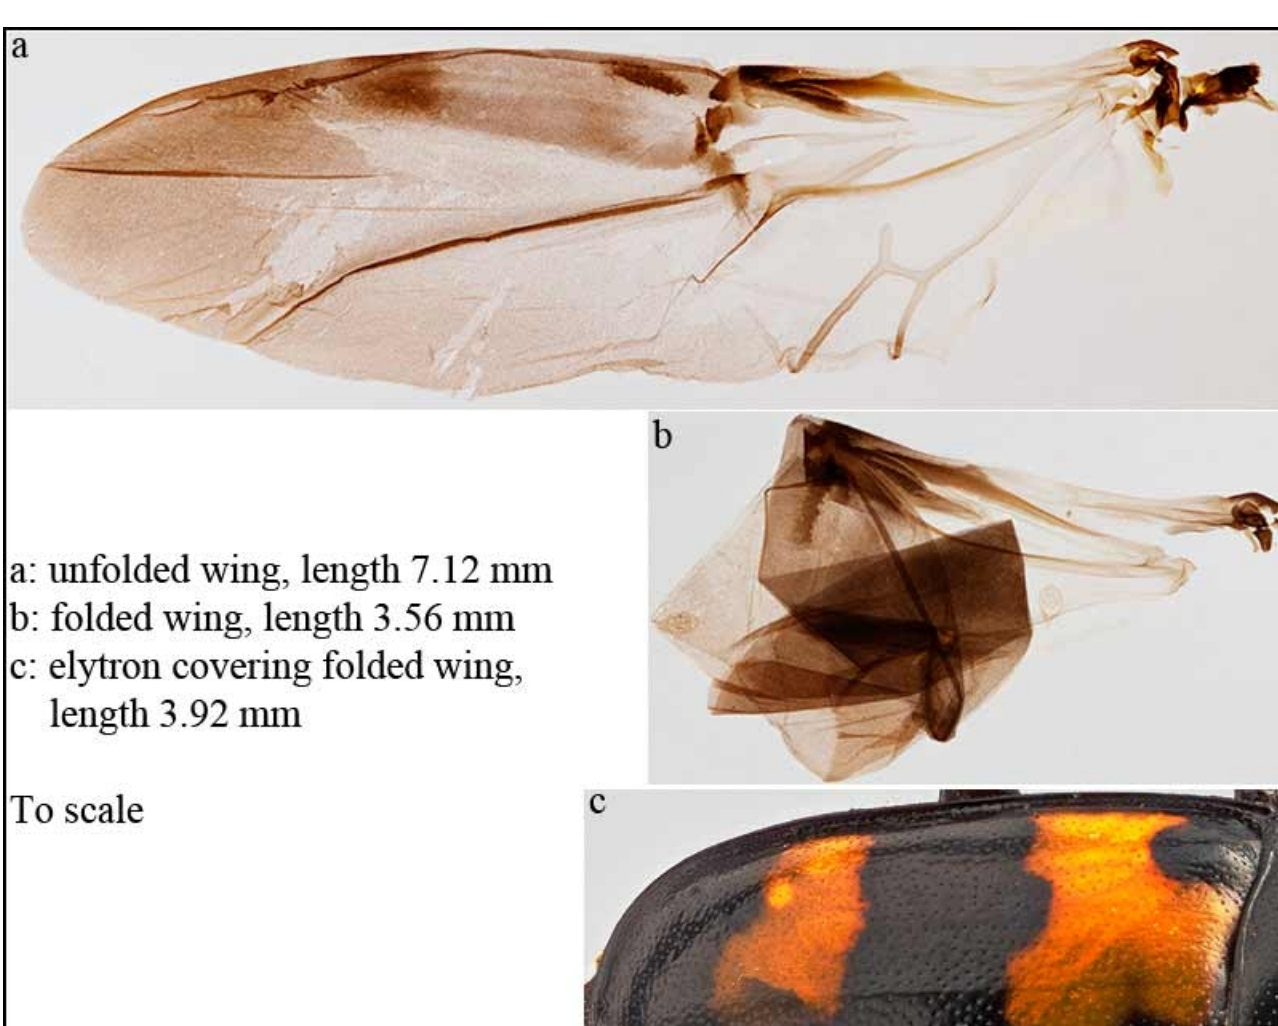 a
b
a: unfolded wing, length 7.12 mm
b: folded wing, length 3.56 mm
c: elytron covering folded wing,
length 3.92 mm
To scale
c